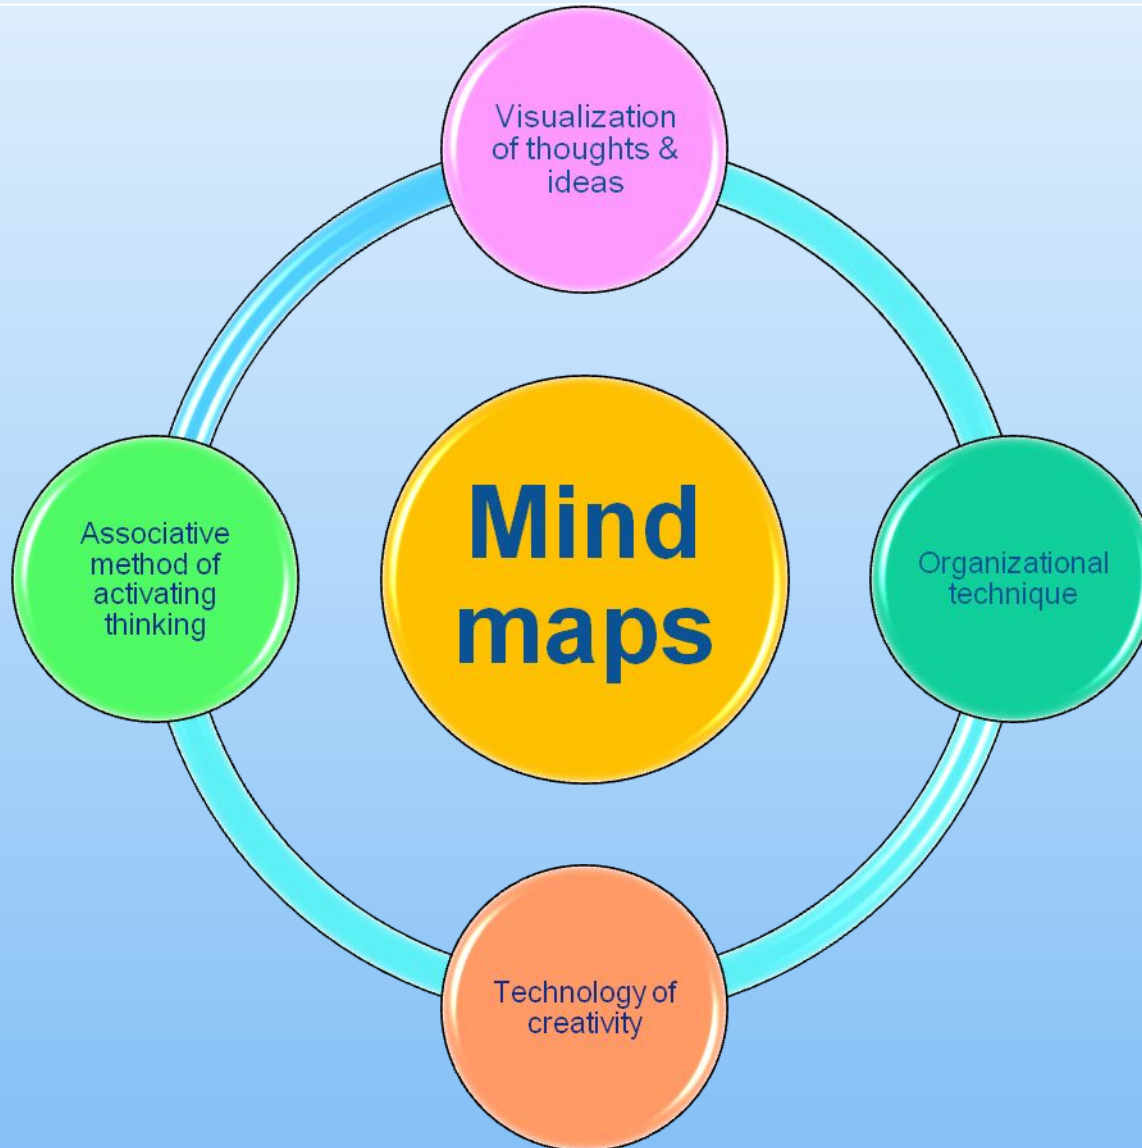 Visualization
of thoughts &
ideas
Associative
method of
activating
thinking
Mind
maps
Organizational
technique
Technology of
creativity